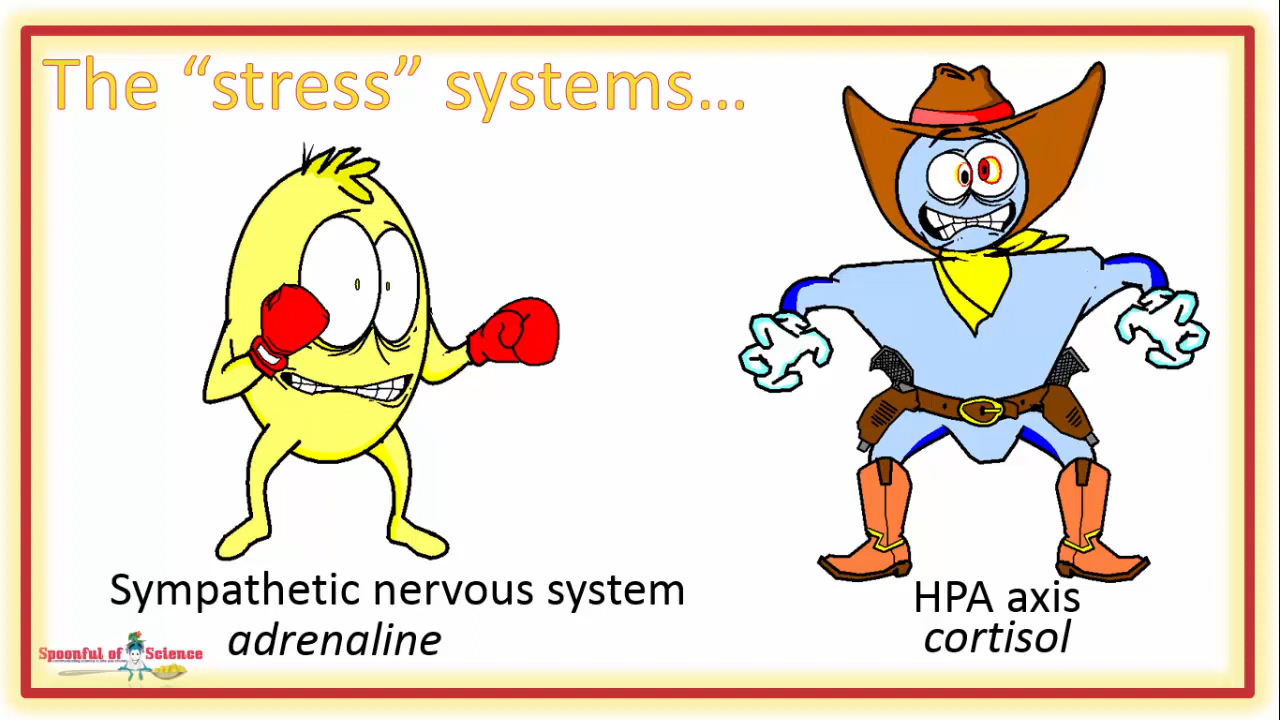 The “stress” systems...
Sympathetic nervous system
adrenaline
HPA axis
cortisol
Spoonful of Science